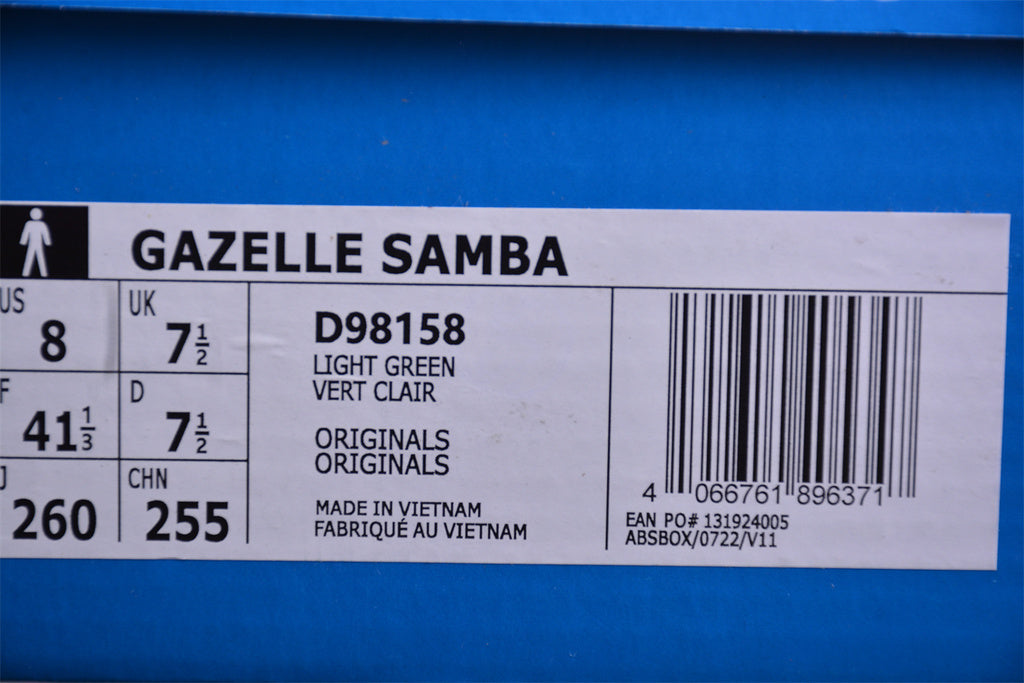 GAZELLE SAMBA
US
8
UK
7 1/2
F
41 1/3
D
7 1/2
J
260
CHN
255
D98158
LIGHT GREEN
VERT CLAIR
ORIGINALS
ORIGINALS
MADE IN VIETNAM
FABRIQUÉ AU VIETNAM
4 066761 896371
EAN PO# 131924005
ABSBOX/0722/V11